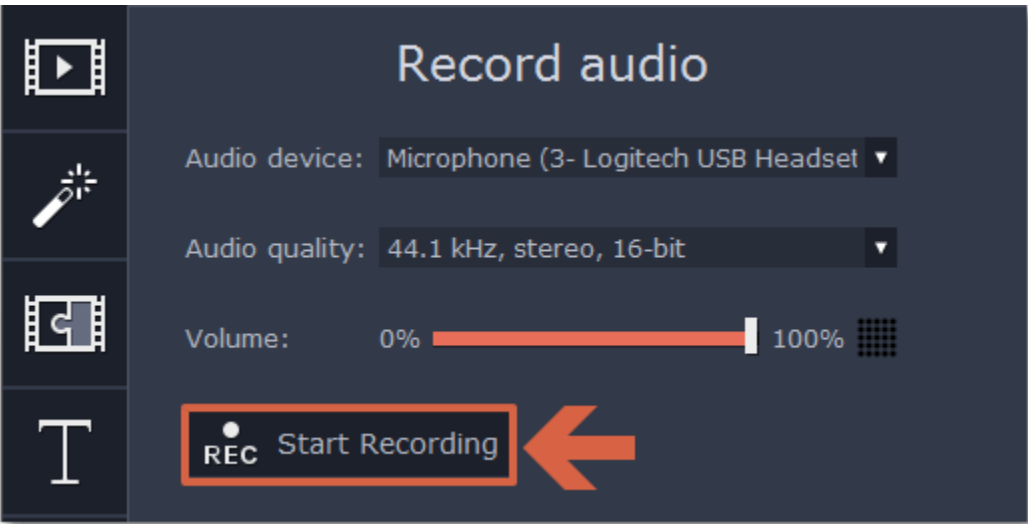 Record audio
Audio device: Microphone (3- Logitech USB Headset
Audio quality: 44.1 kHz, stereo, 16-bit
Volume: 0% 100%
REC Start Recording
T